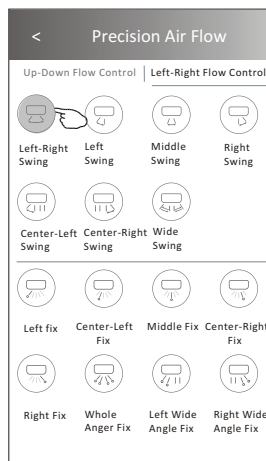 < Precision Air Flow
Up-Down Flow Control Left-Right Flow Control
Left-Right Left Middle Right
Swing Swing Swing Swing
Center-Left Center-Right Wide
Swing Swing Swing
Left fix Center-Left Middle Fix Center-Right
Fix Fix
Right Fix Whole Left Wide Right Wide
Anger Fix Angle Fix Angle Fix